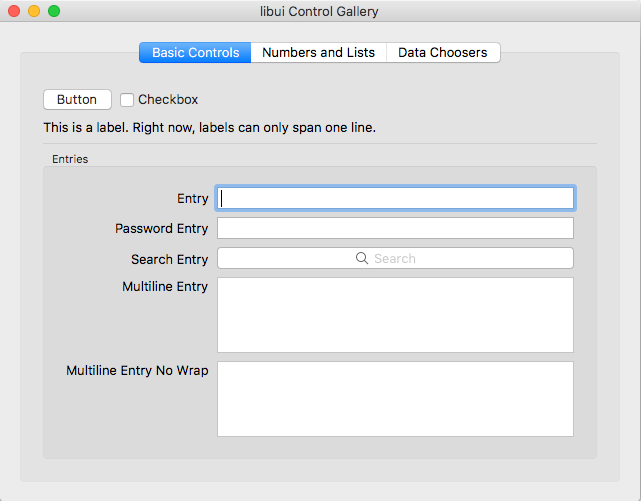 libui Control Gallery
Basic Controls Numbers and Lists Data Choosers
Button Checkbox
This is a label. Right now, labels can only span one line.
Entries
Entry
Password Entry
Search Entry Search
Multiline Entry
Multiline Entry No Wrap